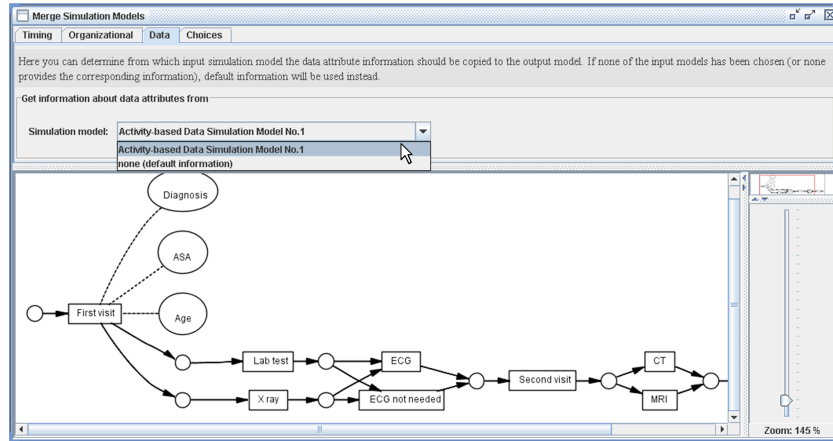 Merge Simulation Models
Timing Organizational Data Choices
Here you can determine from which input simulation model the data attribute information should be copied to the output model. If none of the input models has been chosen (or none
provides the corresponding information), default information will be used instead.
Get information about data attributes from
Simulation model: Activity-based Data Simulation Model No.1
Activity-based Data Simulation Model No.1
none (default information)
Diagnosis
ASA
First visit
Age
Lab test
ECG
CT
Second visit
X ray
ECG not needed
MRI
Zoom: 145 %